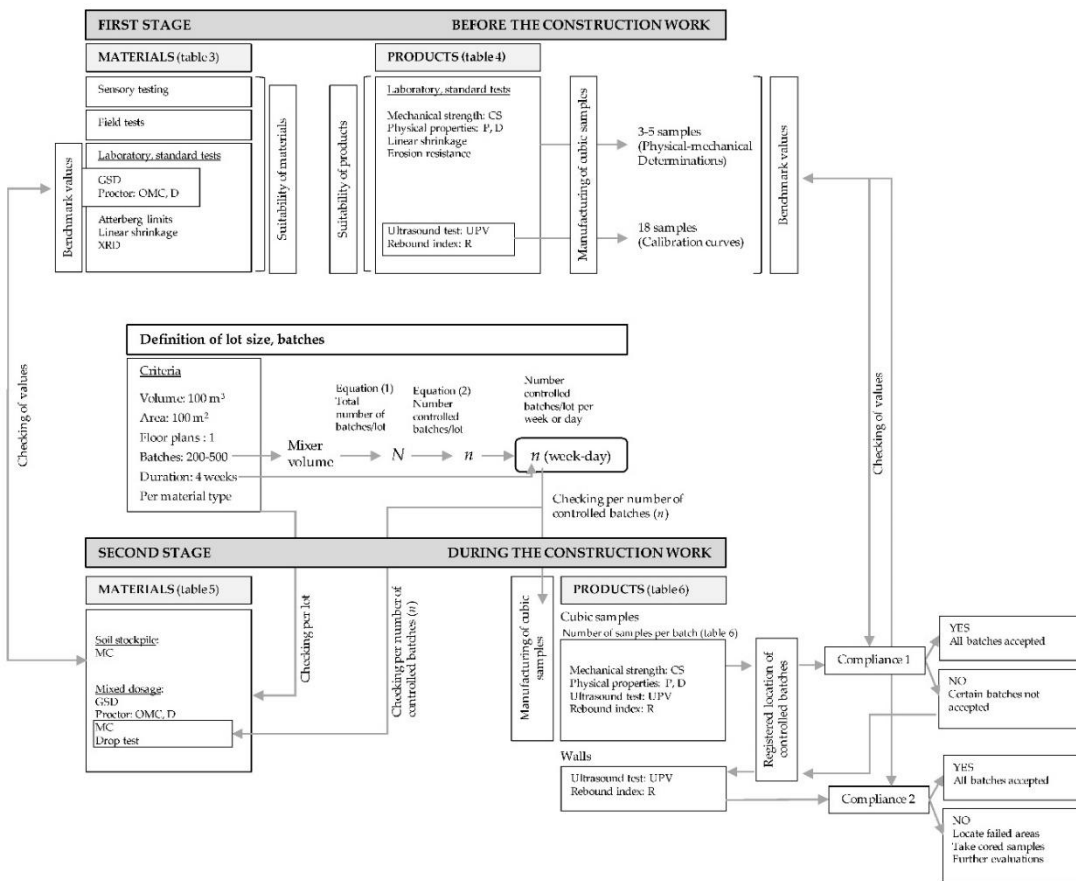 FIRST STAGE BEFORE THE CONSTRUCTION WORK
MATERIALS (table 3)
Sensory testing
Field tests
Laboratory, standard tests
GSD
Proctor: OMC, D
Atterberg limits
Linear shrinkage
XRD
Benchmark values
Suitability of materials
Suitability of products
PRODUCTS (table 4)
Laboratory, standard tests
Mechanical strength: CS
Physical properties: P, D
Linear shrinkage
Erosion resistance
Ultrasound test: UPV
Rebound index: R
Manufacturing of cubic samples
3-5 samples
(Physical-mechanical
Determinations)
18 samples
(Calibration curves)
Benchmark values
Checking of values
Checking of values
Definition of lot size, batches
Criteria
Volume: 100 m³
Area: 100 m²
Floor plans : 1
Batches: 200-500
Duration: 4 weeks
Per material type
Mixer
volume
Equation (1)
Total
number of
batches/lot
N
Equation (2)
Number
controlled
batches/lot
n
Number
controlled
batches/lot per
week or day
n (week-day)
Checking per number of
controlled batches (n)
SECOND STAGE DURING THE CONSTRUCTION WORK
MATERIALS (table 5)
Soil stockpile:
MC
Mixed dosage:
GSD
Proctor: OMC, D
MC
Drop test
Checking per lot
Checking per number of
controlled batches (n)
Manufacturing of cubic
samples
PRODUCTS (table 6)
Cubic samples
Number of samples per batch (table 6)
Mechanical strength: CS
Physical properties: P, D
Ultrasound test: UPV
Rebound index: R
Walls
Ultrasound test: UPV
Rebound index: R
Registered location of
controlled batches
Compliance 1
YES
All batches accepted
NO
Certain batches not
accepted
Compliance 2
YES
All batches accepted
NO
Locate failed areas
Take cored samples
Further evaluations